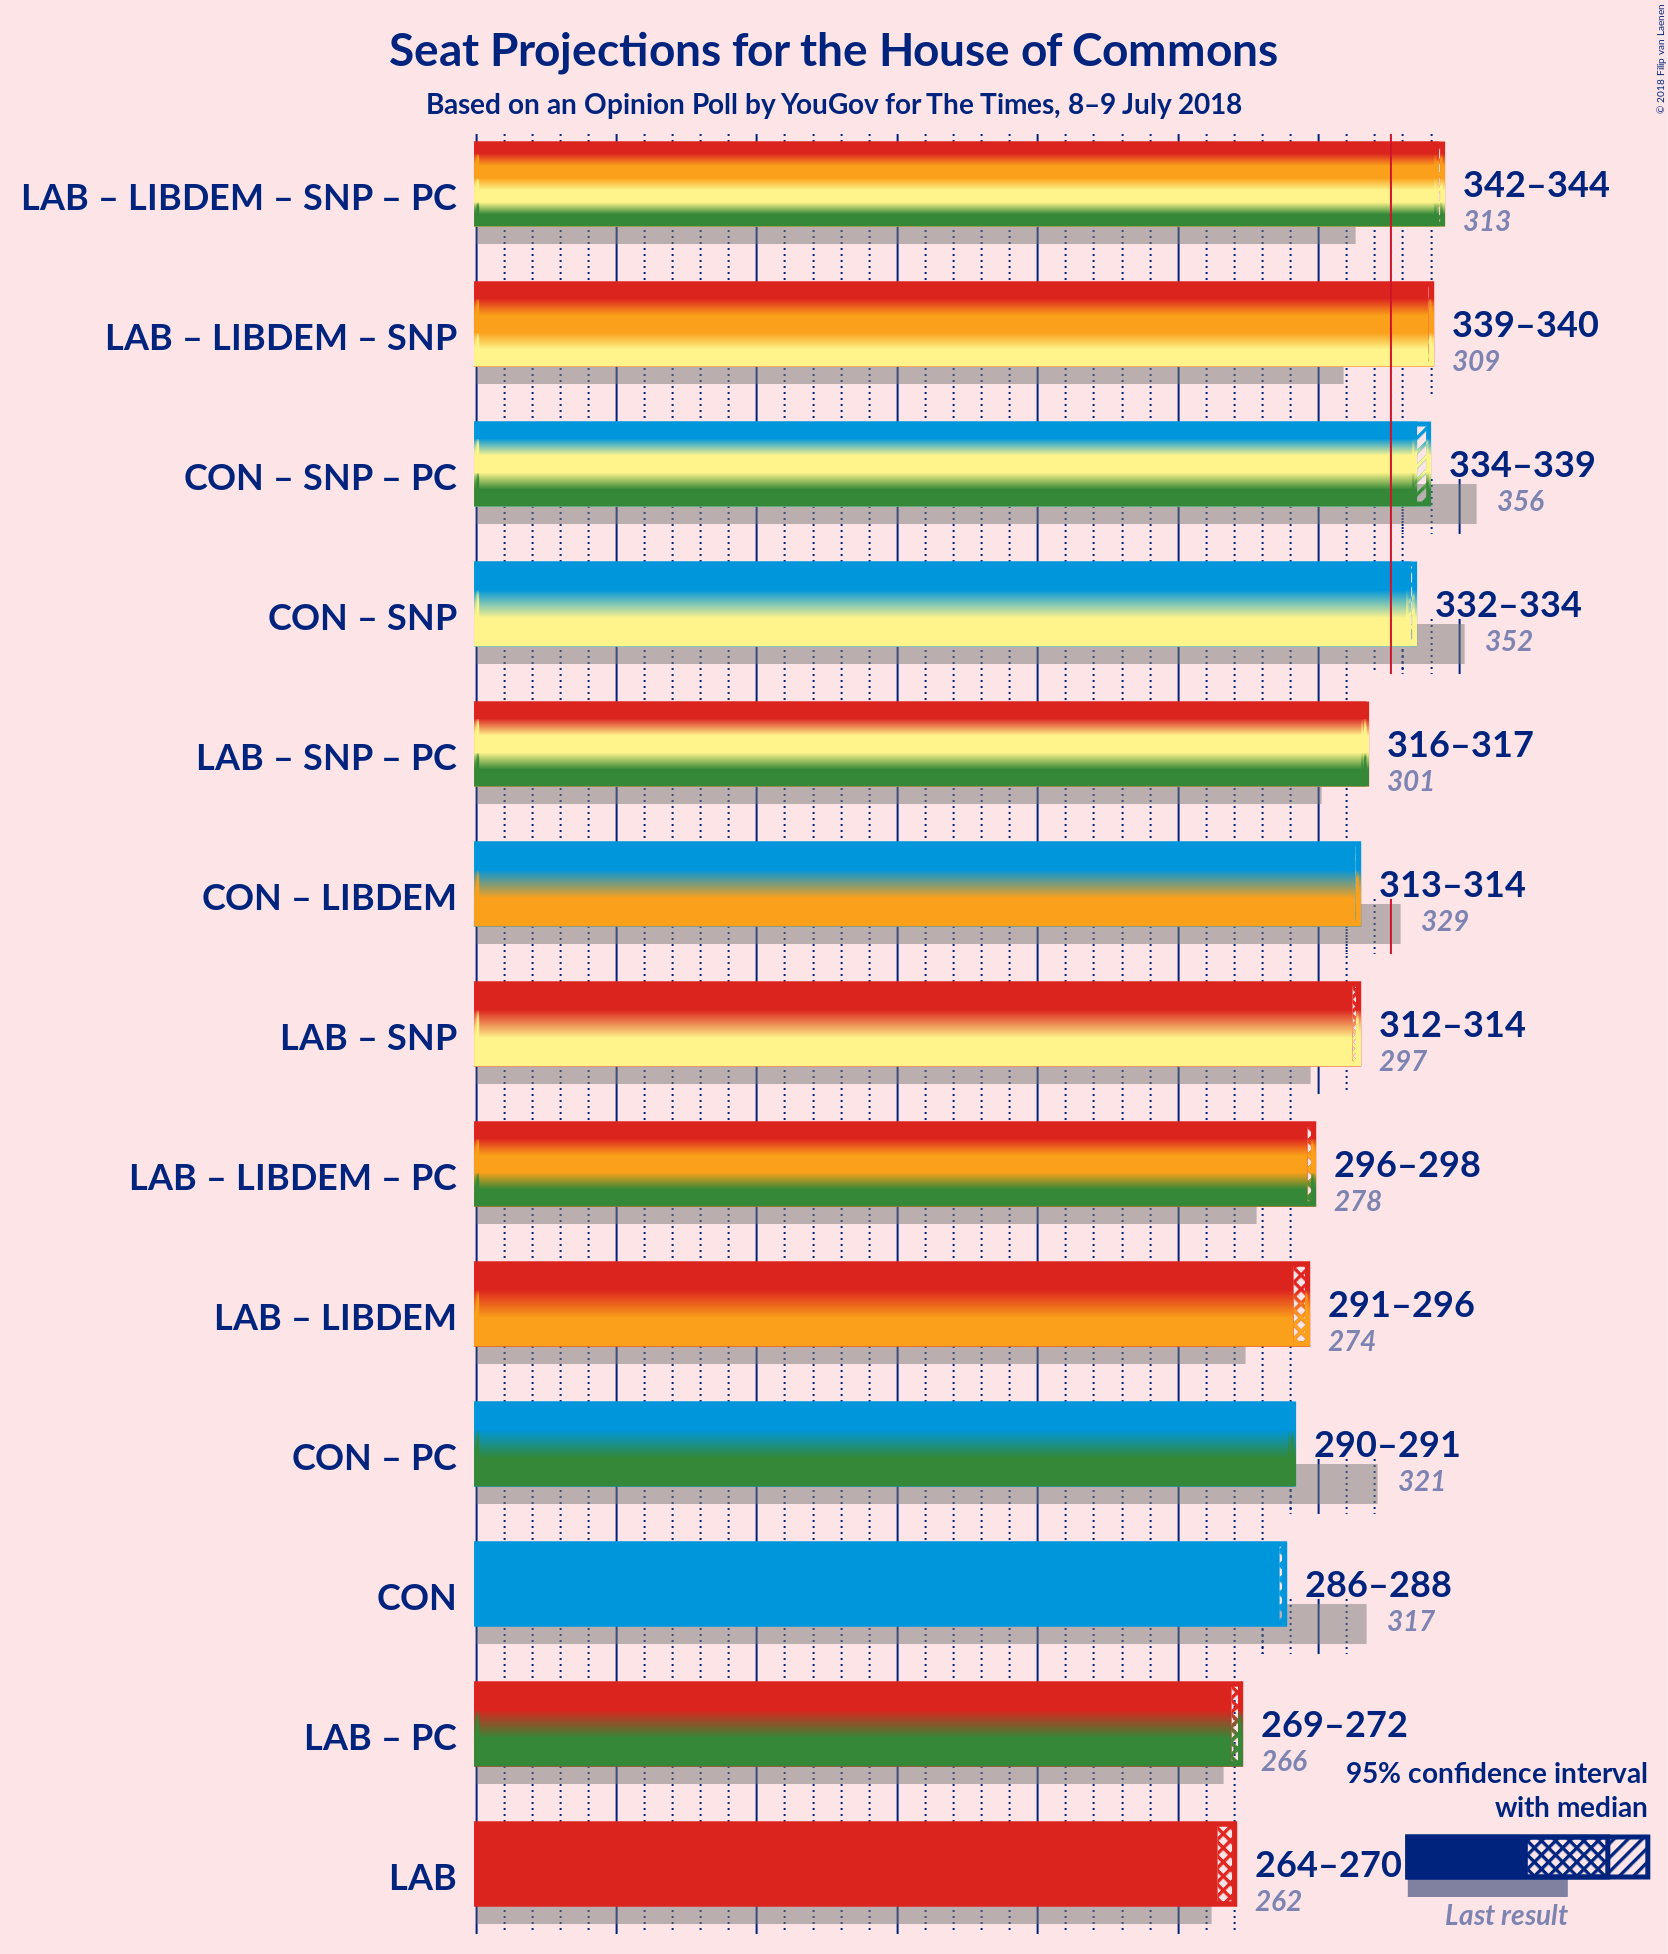 Seat Projections for the House of Commons
Based on an Opinion Poll by YouGov for The Times, 8–9 July 2018
© 2018 Filip van Laenen
LAB – LIBDEM – SNP – PC
342–344
313
LAB – LIBDEM – SNP
339–340
309
CON – SNP – PC
334–339
356
CON – SNP
332–334
352
LAB – SNP – PC
316–317
301
CON – LIBDEM
313–314
329
LAB – SNP
312–314
297
LAB – LIBDEM – PC
296–298
278
LAB – LIBDEM
291–296
274
CON – PC
290–291
321
CON
286–288
317
LAB – PC
269–272
266
LAB
264–270
262
95% confidence interval
with median
Last result